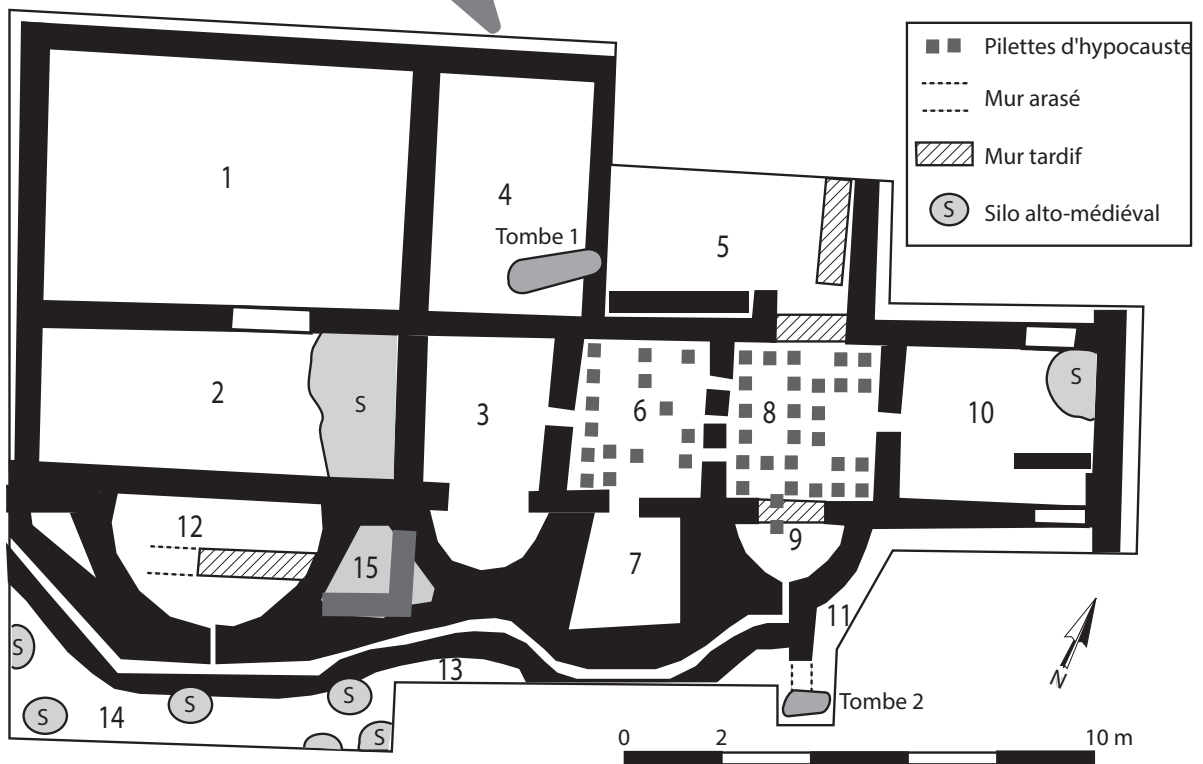 Pilettes d'hypocauste
Mur arasé
Mur tardif
S Silo alto-médiéval
1
4
Tombe 1
5
2
S
3
6
8
10
S
12
15
7
9
11
S
13
S
S
S
14
S
Tombe 2
N
0 2 10 m